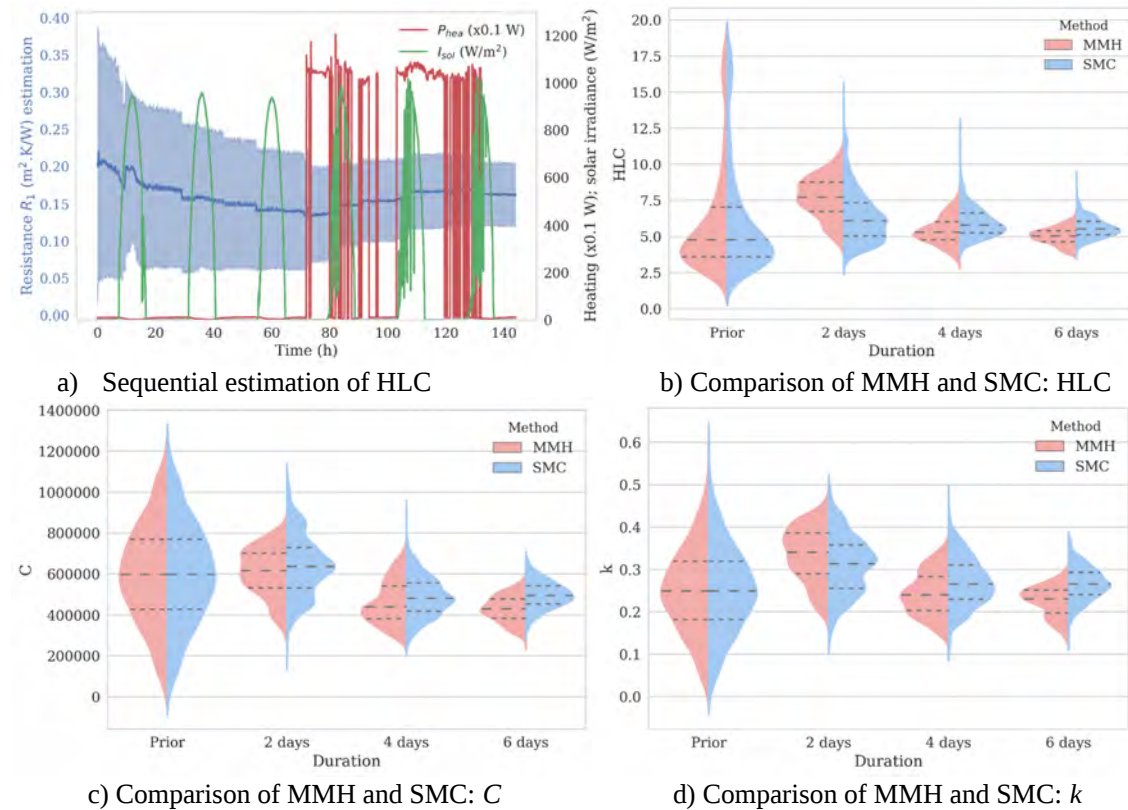 0.40
0.35
0.30
0.25
0.20
0.15
0.10
0.05
0.00
Resistance R₁ (m².K/W) estimation
P_hea (x0.1 W)
I_sol (W/m²)
1200
1000
800
600
400
200
0
Heating (x0.1 W); solar irradiance (W/m²)
0 20 40 60 80 100 120 140
Time (h)
a) Sequential estimation of HLC
20.0
17.5
15.0
12.5
10.0
7.5
5.0
2.5
0.0
HLC
Method
MMH
SMC
Prior 2 days 4 days 6 days
Duration
b) Comparison of MMH and SMC: HLC
1400000
1200000
1000000
800000
600000
400000
200000
0
C
Method
MMH
SMC
Prior 2 days 4 days 6 days
Duration
c) Comparison of MMH and SMC: C
0.6
0.5
0.4
0.3
0.2
0.1
0.0
k
Method
MMH
SMC
Prior 2 days 4 days 6 days
Duration
d) Comparison of MMH and SMC: k